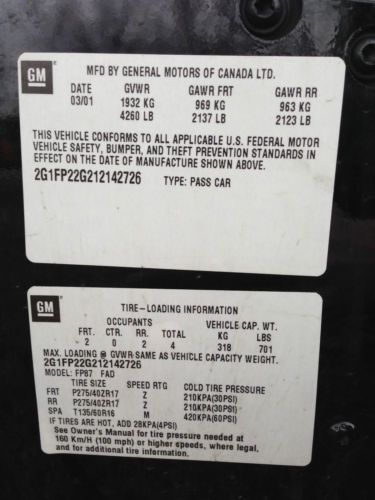 GM
MFD BY GENERAL MOTORS OF CANADA LTD.
DATE GVWR GAWR FRT GAWR RR
03/01 1932 KG 969 KG 963 KG
4260 LB 2137 LB 2123 LB
THIS VEHICLE CONFORMS TO ALL APPLICABLE U.S. FEDERAL MOTOR
VEHICLE SAFETY, BUMPER, AND THEFT PREVENTION STANDARDS IN
EFFECT ON THE DATE OF MANUFACTURE SHOWN ABOVE.
2G1FP22G212142726 TYPE: PASS CAR
GM
TIRE-LOADING INFORMATION
OCCUPANTS VEHICLE CAP. WT.
FRT. CTR. RR. TOTAL KG LBS
2 0 2 4 318 701
MAX. LOADING @ GVWR SAME AS VEHICLE CAPACITY WEIGHT.
2G1FP22G212142726
MODEL: FP87 FAD
TIRE SIZE SPEED RTG COLD TIRE PRESSURE
FRT P275/40ZR17 Z 210KPA(30PSI)
RR P275/40ZR17 Z 210KPA(30PSI)
SPA T135/60R16 M 420KPA(60PSI)
IF TIRES ARE HOT, ADD 28KPA(4PSI)
See Owner's Manual for tire pressure needed at
160 Km/H (100 mph) or higher speeds, where legal,
and for additional tire information.